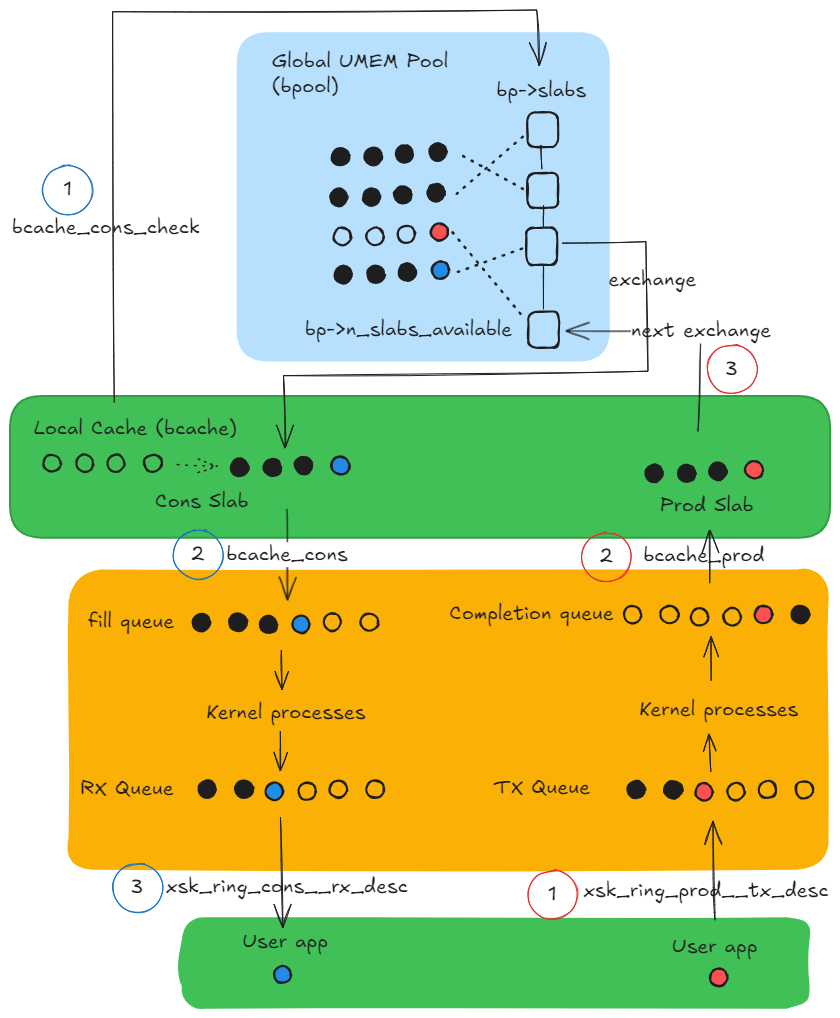 Global UMEM Pool
(bpool)
bp->slabs
1
bcache_cons_check
exchange
bp->n_slabs_available
next exchange
3
Local Cache (bcache)
Cons Slab
Prod Slab
2
bcache_cons
2
bcache_prod
fill queue
Completion queue
Kernel processes
Kernel processes
RX Queue
TX Queue
3
xsk_ring_cons__rx_desc
1
xsk_ring_prod__tx_desc
User app
User app